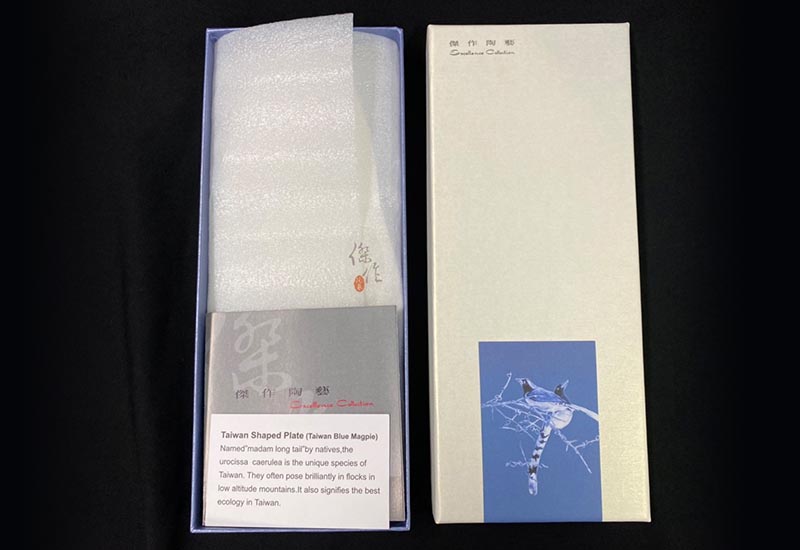 傑作
傑作陶藝
Excellence Collection
Taiwan Shaped Plate (Taiwan Blue Magpie)
Named"madam long tail"by natives,the
urocissa caerulea is the unique species of
Taiwan. They often pose brilliantly in flocks in
low altitude mountains.It also signifies the best
ecology in Taiwan.
傑作陶藝
Excellence Collection